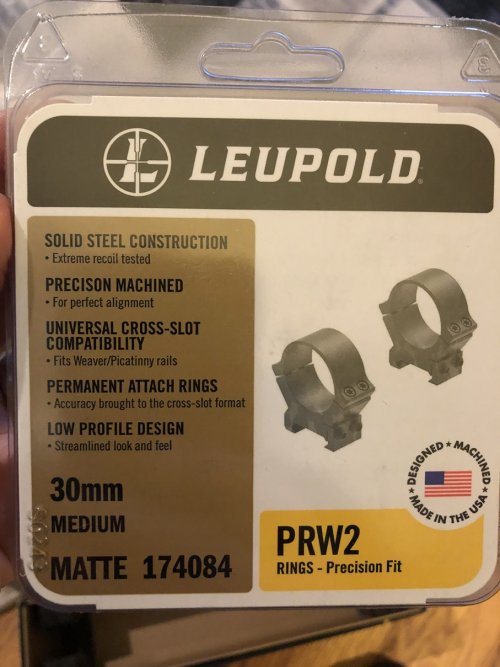 LEUPOLD
SOLID STEEL CONSTRUCTION
• Extreme recoil tested
PRECISON MACHINED
• For perfect alignment
UNIVERSAL CROSS-SLOT
COMPATIBILITY
• Fits Weaver/Picatinny rails
PERMANENT ATTACH RINGS
• Accuracy brought to the cross-slot format
LOW PROFILE DESIGN
• Streamlined look and feel
30mm
MEDIUM
MATTE 174084
DESIGNED ★ MACHINED
★ MADE IN THE USA ★
PRW2
RINGS - Precision Fit